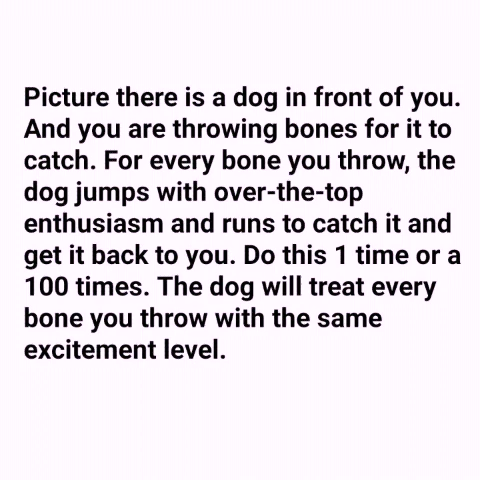 Picture there is a dog in front of you.
And you are throwing bones for it to
catch. For every bone you throw, the
dog jumps with over-the-top
enthusiasm and runs to catch it and
get it back to you. Do this 1 time or a
100 times. The dog will treat every
bone you throw with the same
excitement level.